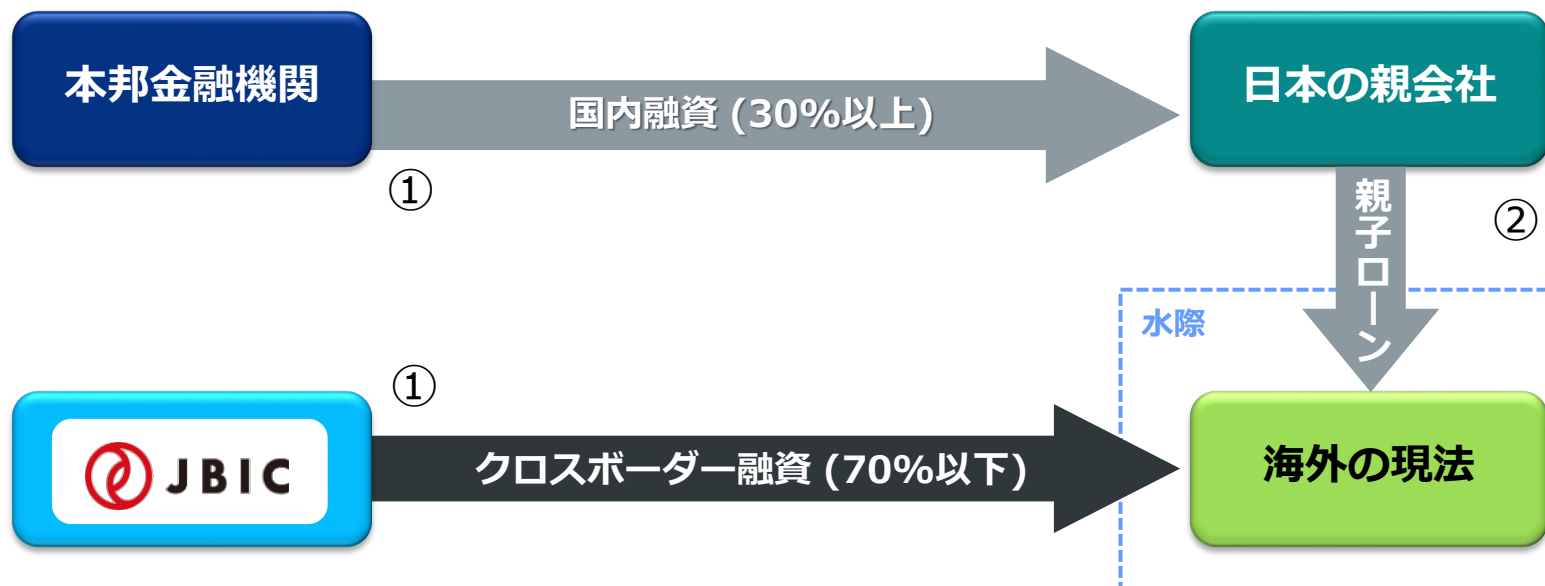 本邦金融機関
国内融資 (30%以上)
日本の親会社
①
親子ローン
②
水際
①
JBIC
クロスボーダー融資 (70%以下)
海外の現法